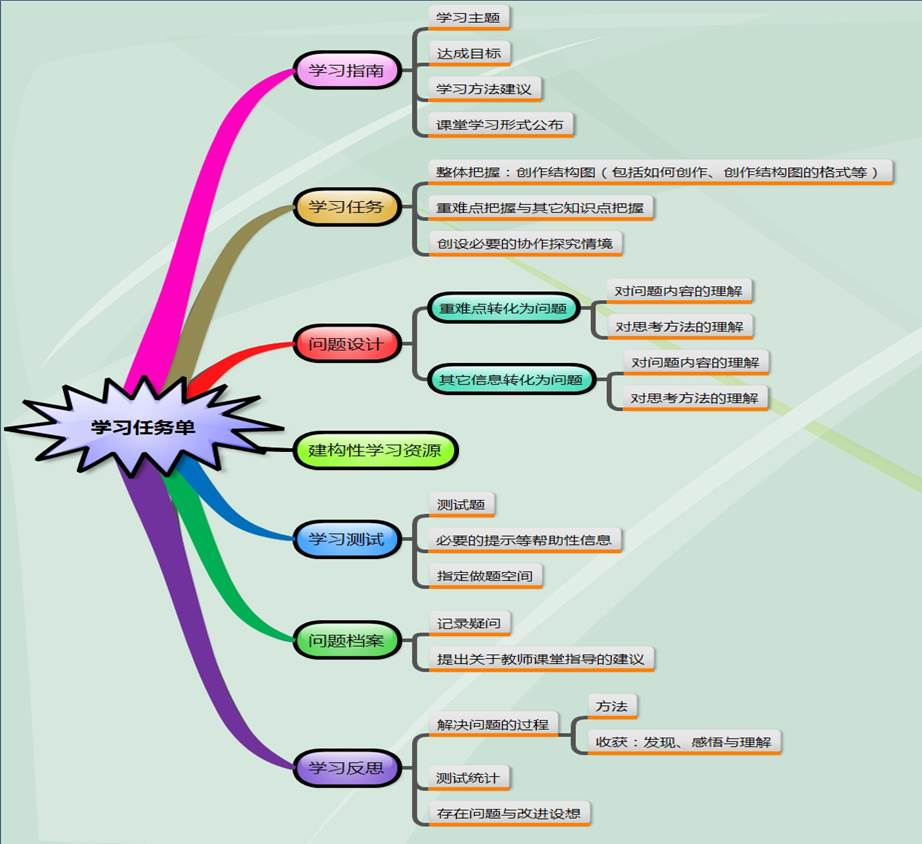 学习任务单
学习指南
学习主题
达成目标
学习方法建议
课堂学习形式公布
学习任务
整体把握：创作结构图（包括如何创作、创作结构图的格式等）
重难点把握与其它知识点把握
创设必要的协作探究情境
问题设计
重难点转化为问题
对问题内容的理解
对思考方法的理解
其它信息转化为问题
对问题内容的理解
对思考方法的理解
建构性学习资源
学习测试
测试题
必要的提示等帮助性信息
指定做题空间
问题档案
记录疑问
提出关于教师课堂指导的建议
学习反思
解决问题的过程
方法
收获：发现、感悟与理解
测试统计
存在问题与改进设想